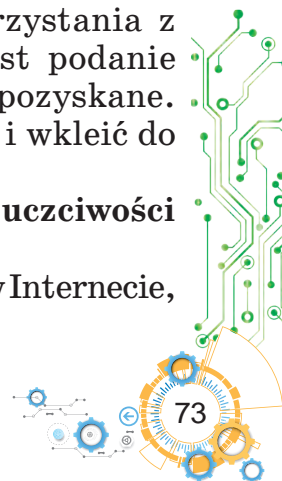 rzystania z
st podanie
pozyskane.
i wkleić do
uczciwości
w Internecie,
73